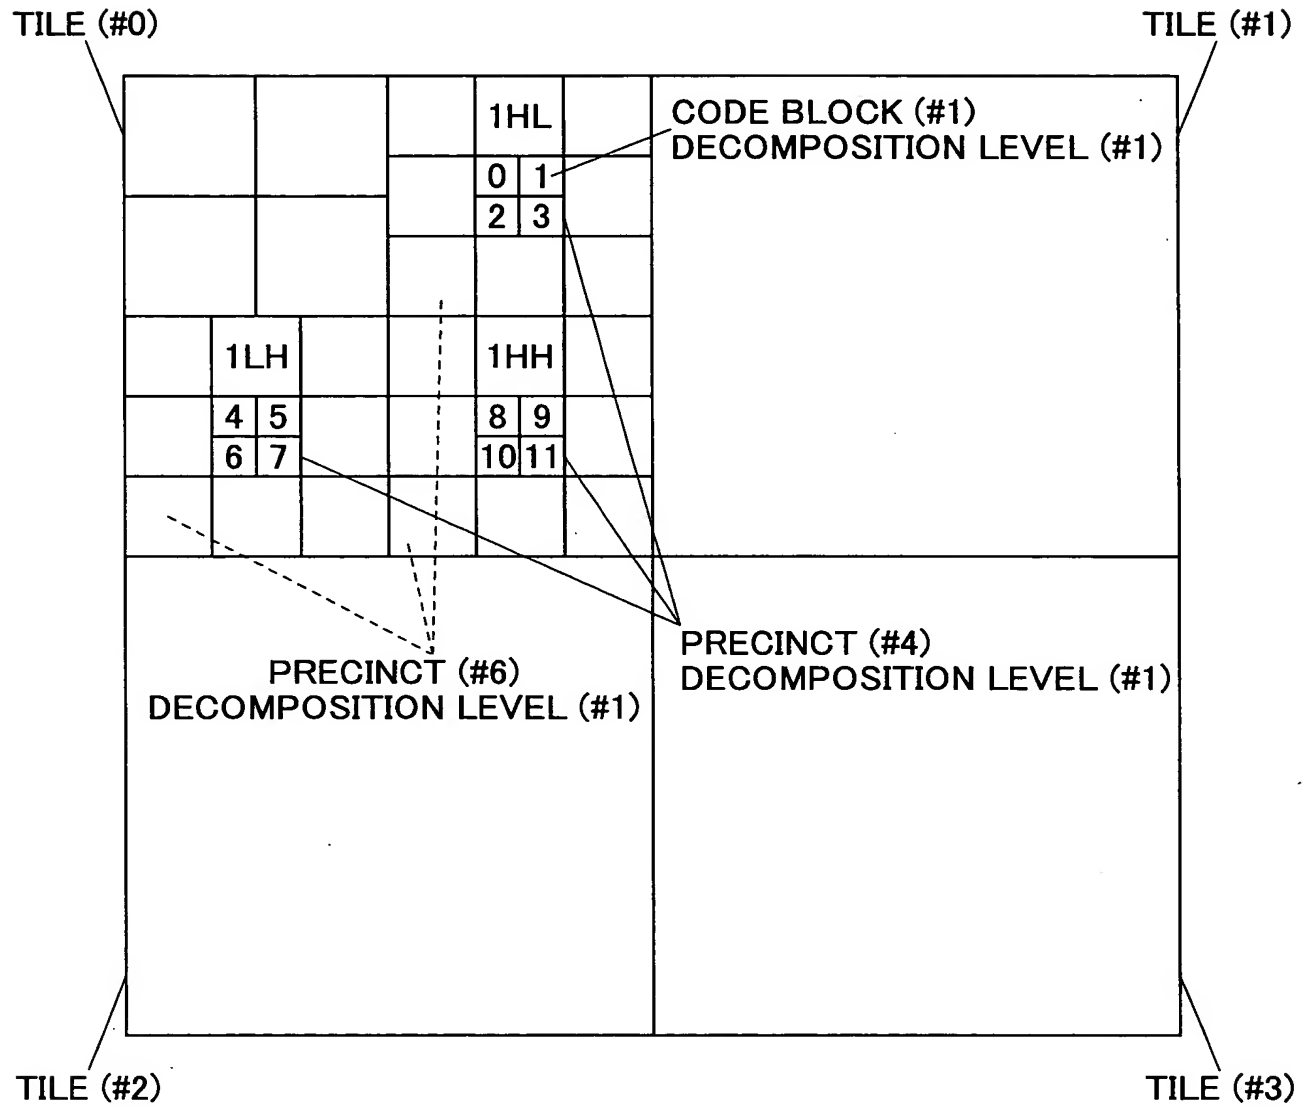 TILE (#0)
TILE (#1)
1HL
CODE BLOCK (#1)
DECOMPOSITION LEVEL (#1)
0 1
2 3
1LH
1HH
4 5
8 9
6 7
10 11
PRECINCT (#4)
DECOMPOSITION LEVEL (#1)
PRECINCT (#6)
DECOMPOSITION LEVEL (#1)
TILE (#2)
TILE (#3)